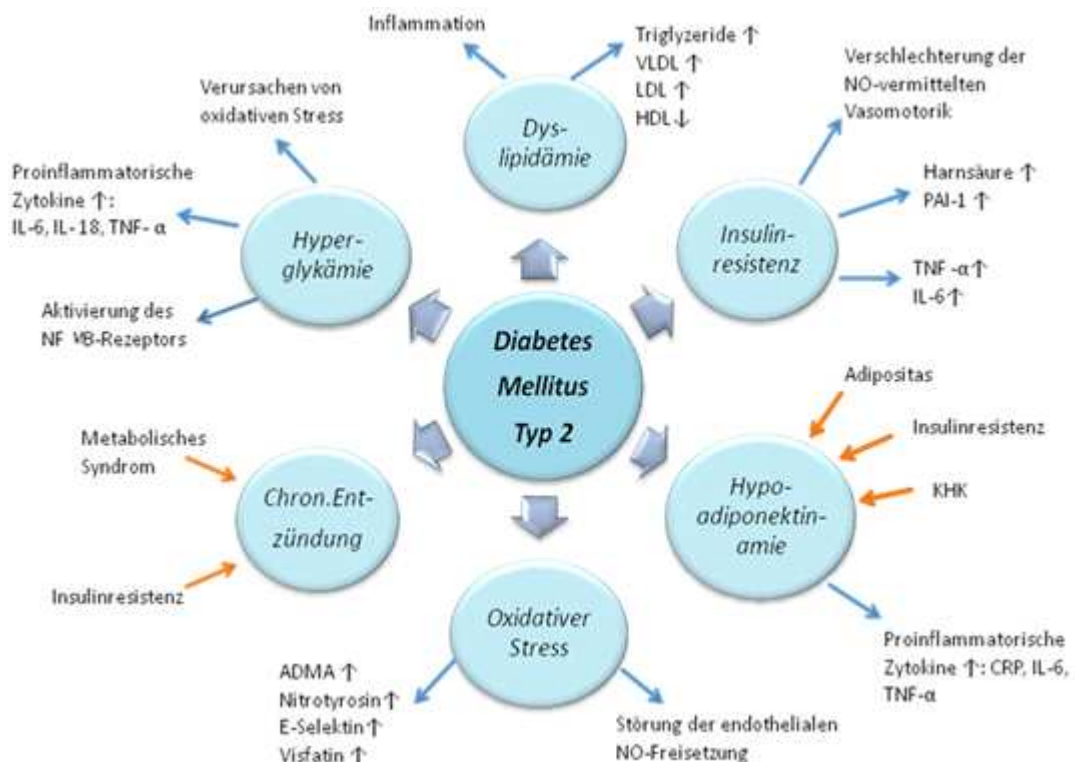 Inflammation
Triglyzeride ↑
VLDL ↑
LDL ↑
HDL ↓
Dys-
lipidämie
Verschlechterung der
NO-vermittelten
Vasomotorik
Harnsäure ↑
PAI-1 ↑
TNF -α↑
IL-6↑
Insulin-
resistenz
Verursachen von
oxidativen Stress
Proinflammatorische
Zytokine ↑:
IL-6, IL- 18, TNF- α
Aktivierung des
NF -Rezeptors
Hyper-
glykämie
Diabetes
Mellitus
Typ 2
Adipositas
Insulinresistenz
KHK
Hypo-
adiponektin-
amie
Proinflammatorische
Zytokine ↑: CRP, IL-6,
TNF-α
Metabolisches
Syndrom
Insulinresistenz
Chron.Ent-
zündung
Oxidativer
Stress
ADMA ↑
Nitrotyrosin↑
E-Selektin↑
Visfatin ↑
Störung der endothelialen
NO-Freisetzung